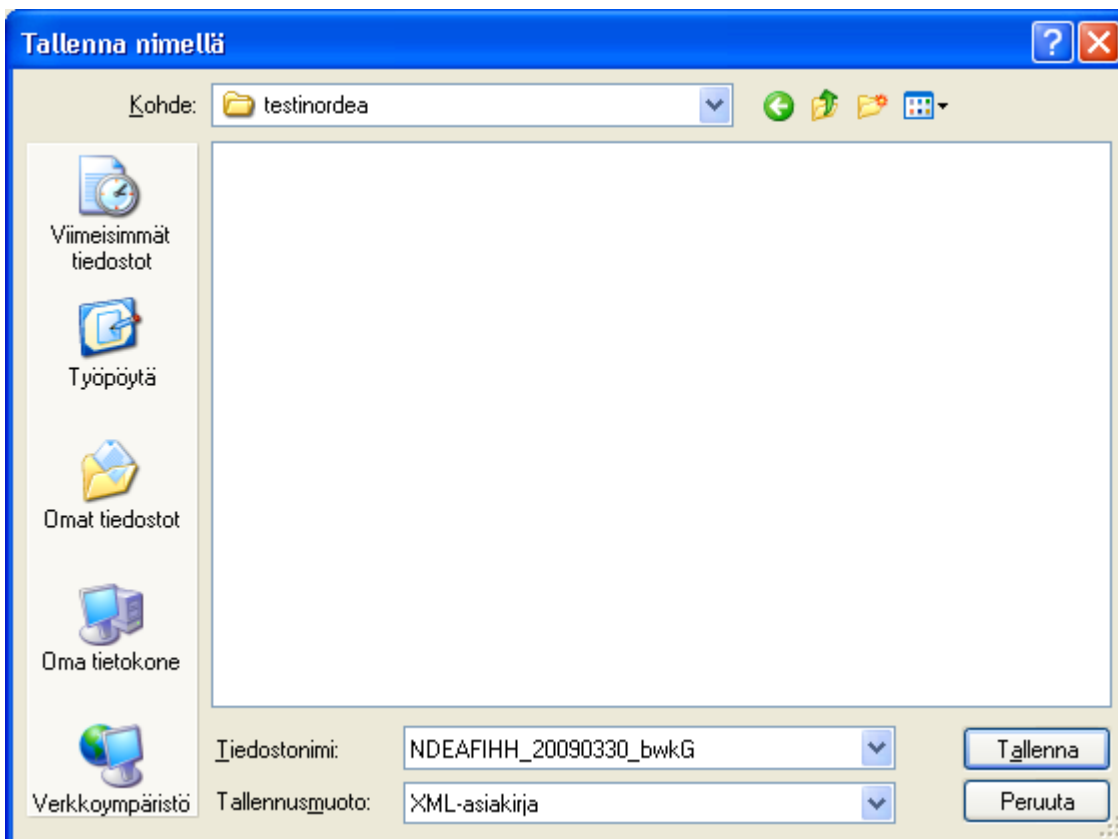 Tallenna nimellä
Kohde: testinordea
Viimeisimmät
tiedostot
Työpöytä
Omat tiedostot
Oma tietokone
Verkkoympäristö
Tiedostonimi: NDEAFIHH_20090330_bwkG Tallenna
Tallennusmuoto: XML-asiakirja Peruuta